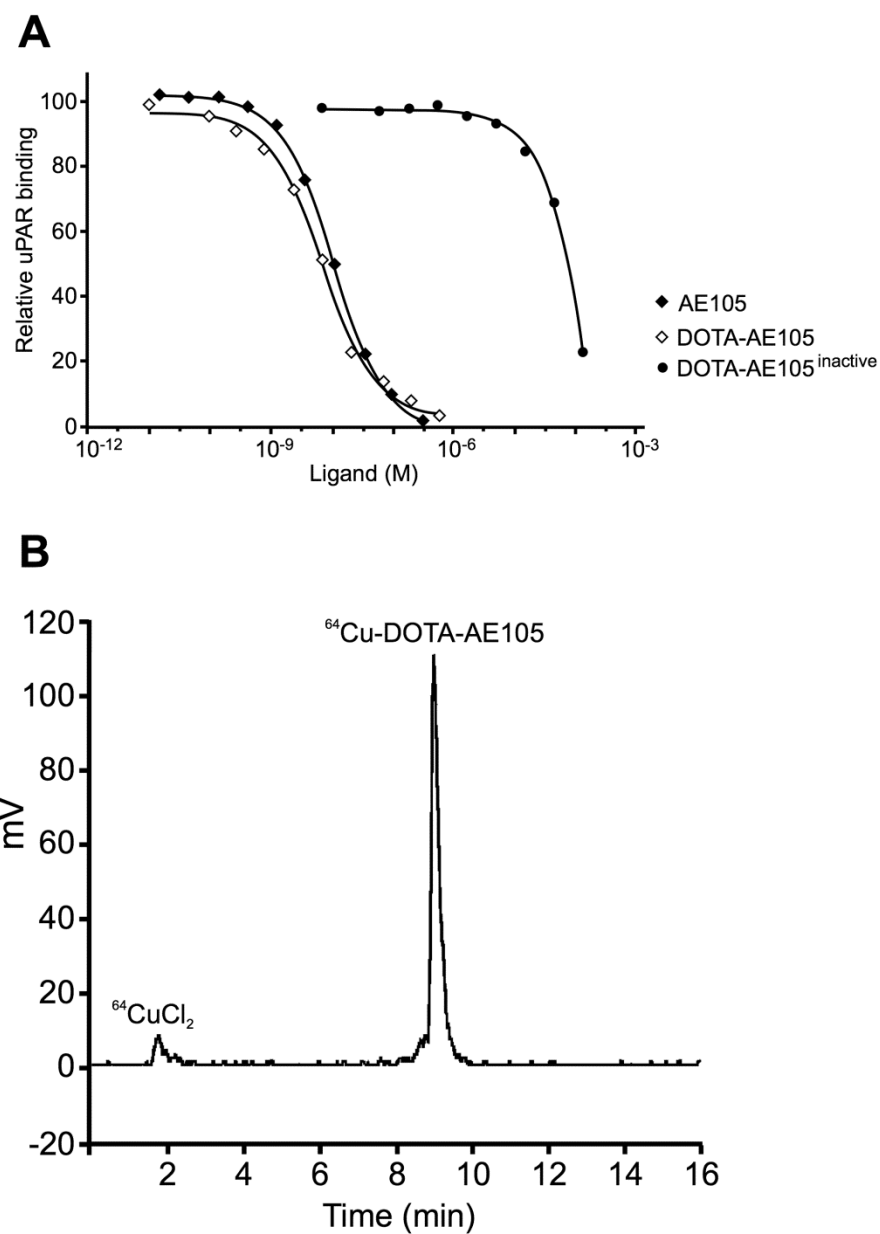 A
100
80
60
40
20
0
Relative uPAR binding
10⁻¹² 10⁻⁹ 10⁻⁶ 10⁻³
Ligand (M)
AE105
DOTA-AE105
DOTA-AE105 inactive
B
120
100
80
60
40
20
0
-20
mV
⁶⁴Cu-DOTA-AE105
⁶⁴CuCl₂
2 4 6 8 10 12 14 16
Time (min)